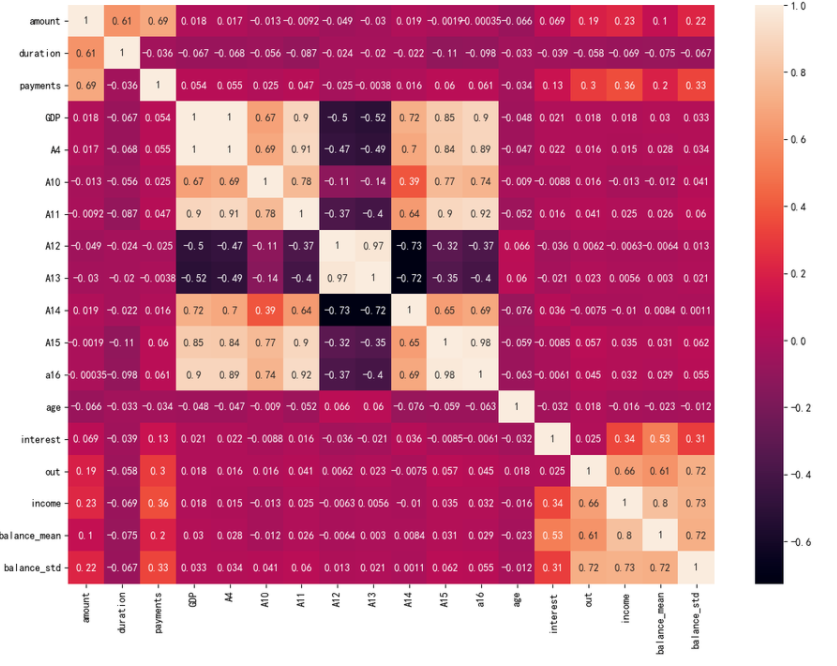 amount 1 0.61 0.69 0.018 0.017 -0.013 -0.0092 -0.049 -0.03 0.019 -0.0019 -0.00035 -0.066 0.069 0.19 0.23 0.1 0.22
duration 0.61 1 -0.036 -0.067 -0.068 -0.056 -0.087 -0.024 -0.02 -0.022 -0.11 -0.098 -0.033 -0.039 -0.058 -0.069 -0.075 -0.067
payments 0.69 -0.036 1 0.054 0.055 0.025 0.047 -0.025 -0.0038 0.016 0.06 0.061 -0.034 0.13 0.3 0.36 0.2 0.33
GDP 0.018 -0.067 0.054 1 1 0.67 0.9 -0.5 -0.52 0.72 0.85 0.9 -0.048 0.021 0.018 0.018 0.03 0.033
A4 0.017 -0.068 0.055 1 1 0.69 0.91 -0.47 -0.49 0.7 0.84 0.89 -0.047 0.022 0.016 0.015 0.028 0.034
A10 -0.013 -0.056 0.025 0.67 0.69 1 0.78 -0.11 -0.14 0.39 0.77 0.74 -0.009 -0.0088 0.016 -0.013 -0.012 0.041
A11 -0.0092 -0.087 0.047 0.9 0.91 0.78 1 -0.37 -0.4 0.64 0.9 0.92 -0.052 0.016 0.041 0.025 0.026 0.06
A12 -0.049 -0.024 -0.025 -0.5 -0.47 -0.11 -0.37 1 0.97 -0.73 -0.32 -0.37 0.066 -0.036 0.0062 -0.0063 -0.0064 0.013
A13 -0.03 -0.02 -0.0038 -0.52 -0.49 -0.14 -0.4 0.97 1 -0.72 -0.35 -0.4 0.06 -0.021 0.023 0.0056 0.003 0.021
A14 0.019 -0.022 0.016 0.72 0.7 0.39 0.64 -0.73 -0.72 1 0.65 0.69 -0.076 0.036 -0.0075 -0.01 0.0084 0.0011
A15 -0.0019 -0.11 0.06 0.85 0.84 0.77 0.9 -0.32 -0.35 0.65 1 0.98 -0.059 -0.0085 0.057 0.035 0.031 0.062
a16 -0.00035 -0.098 0.061 0.9 0.89 0.74 0.92 -0.37 -0.4 0.69 0.98 1 -0.063 -0.0061 0.045 0.032 0.029 0.055
age -0.066 -0.033 -0.034 -0.048 -0.047 -0.009 -0.052 0.066 0.06 -0.076 -0.059 -0.063 1 -0.032 0.018 -0.016 -0.023 -0.012
interest 0.069 -0.039 0.13 0.021 0.022 -0.0088 0.016 -0.036 -0.021 0.036 -0.0085 -0.0061 -0.032 1 0.025 0.34 0.53 0.31
out 0.19 -0.058 0.3 0.018 0.016 0.016 0.041 0.0062 0.023 -0.0075 0.057 0.045 0.018 0.025 1 0.66 0.61 0.72
income 0.23 -0.069 0.36 0.018 0.015 -0.013 0.025 -0.0063 0.0056 -0.01 0.035 0.032 -0.016 0.34 0.66 1 0.8 0.73
balance_mean 0.1 -0.075 0.2 0.03 0.028 -0.012 0.026 -0.0064 0.003 0.0084 0.031 0.029 -0.023 0.53 0.61 0.8 1 0.72
balance_std 0.22 -0.067 0.33 0.033 0.034 0.041 0.06 0.013 0.021 0.0011 0.062 0.055 -0.012 0.31 0.72 0.73 0.72 1
amount duration payments GDP A4 A10 A11 A12 A13 A14 A15 a16 age interest out income balance_mean balance_std
1.0
0.8
0.6
0.4
0.2
0.0
-0.2
-0.4
-0.6